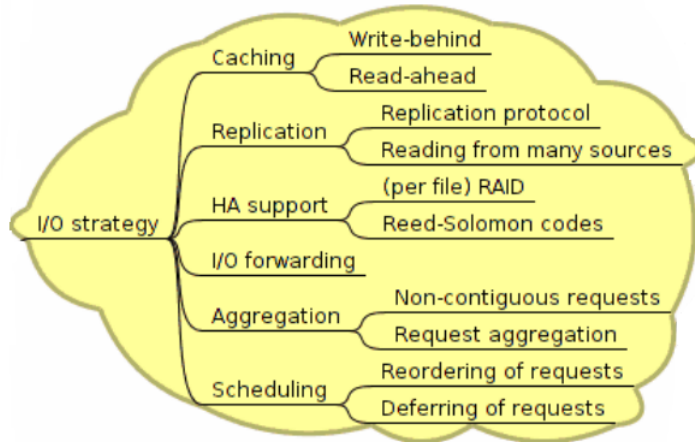 Write-behind
Caching
Read-ahead
Replication protocol
Replication
Reading from many sources
(per file) RAID
HA support
Reed-Solomon codes
I/O strategy
I/O forwarding
Non-contiguous requests
Aggregation
Request aggregation
Reordering of requests
Scheduling
Deferring of requests